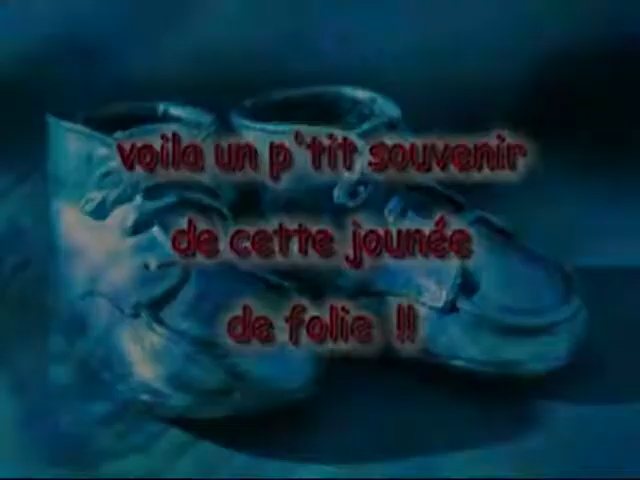 voila un p'tit souvenir
de cette jounée
de folie !!